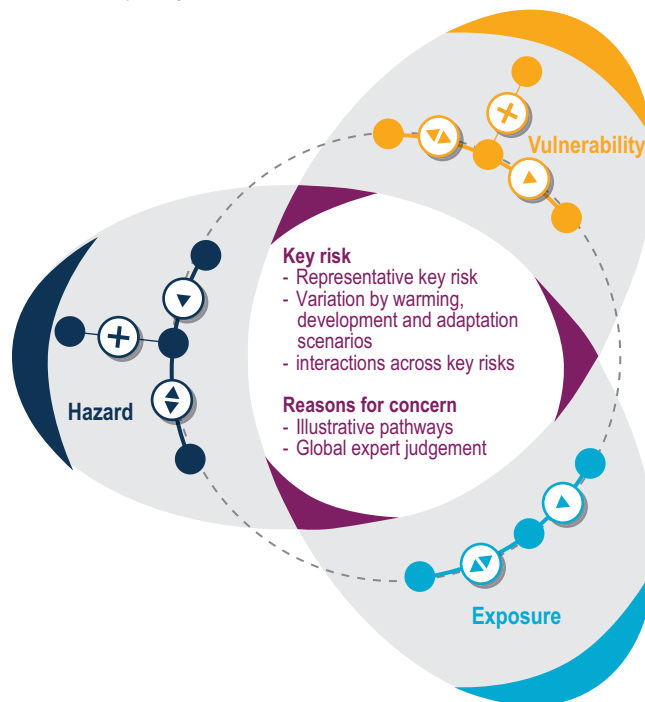 Vulnerability
Key risk
- Representative key risk
- Variation by warming,
development and adaptation
scenarios
- interactions across key risks
Hazard
Reasons for concern
- Illustrative pathways
- Global expert judgement
Exposure